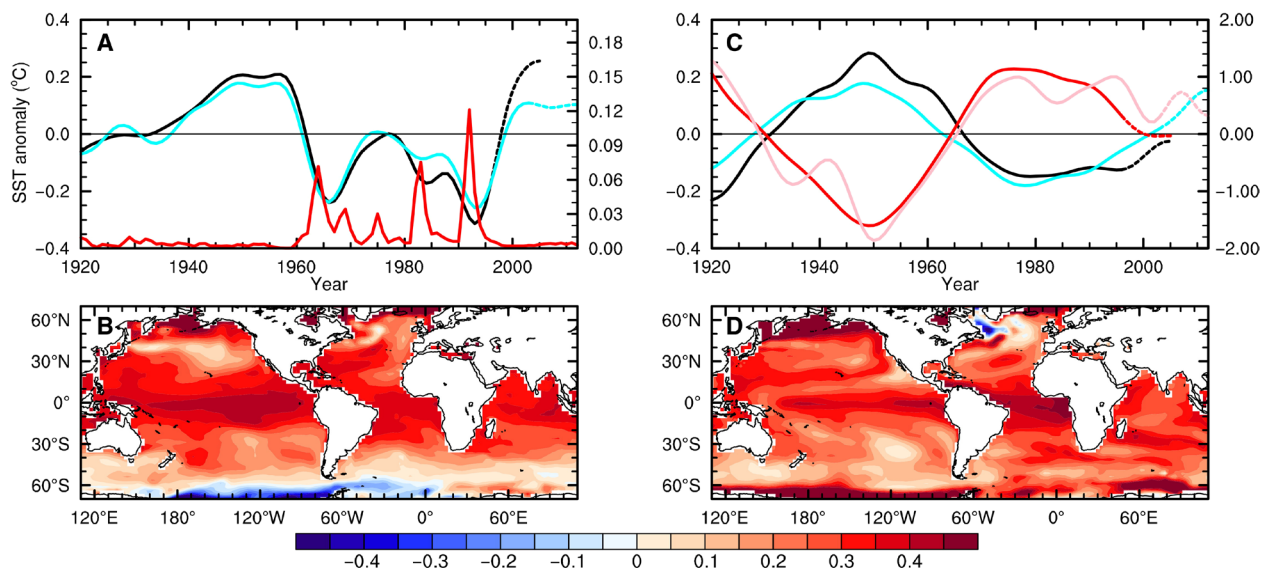 A
C
SST anomaly (°C)
0.4
0.2
0.0
−0.2
−0.4
0.18
0.15
0.12
0.09
0.06
0.03
0.00
0.4
0.2
0.0
−0.2
−0.4
2.00
1.00
0.00
−1.00
−2.00
1920 1940 1960 1980 2000
Year
1920 1940 1960 1980 2000
Year
B
D
60°N
30°N
0°
30°S
60°S
60°N
30°N
0°
30°S
60°S
120°E 180° 120°W 60°W 0° 60°E
120°E 180° 120°W 60°W 0° 60°E
−0.4 −0.3 −0.2 −0.1 0 0.1 0.2 0.3 0.4